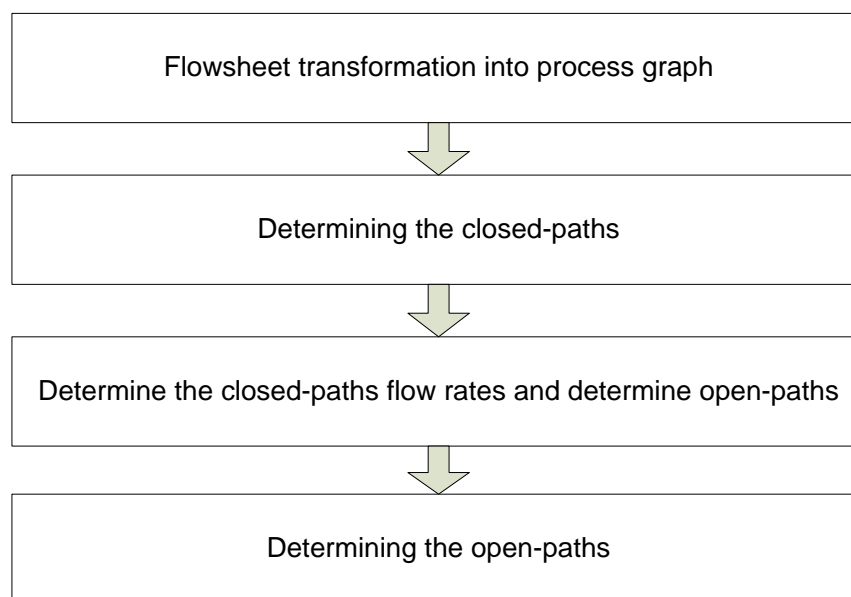 Flowsheet transformation into process graph
Determining the closed-paths
Determine the closed-paths flow rates and determine open-paths
Determining the open-paths